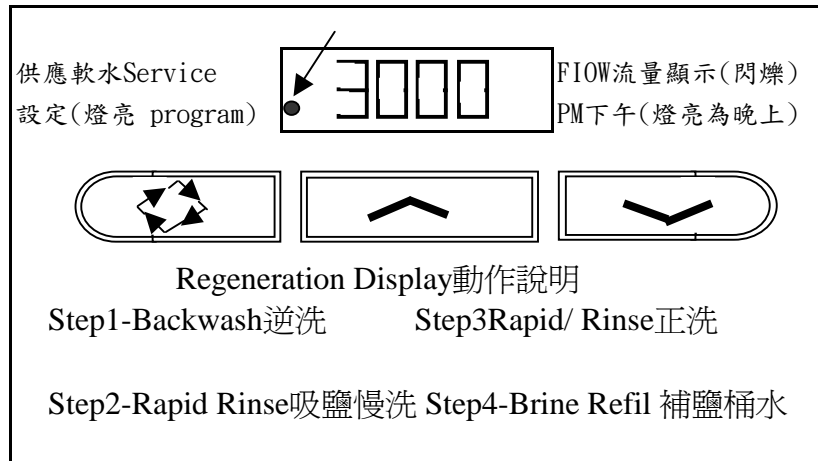 供應軟水Service
3000
FIOW流量顯示(閃爍)
設定(燈亮 program)
PM下午(燈亮為晚上)
Regeneration Display動作說明
Step1-Backwash逆洗 Step3Rapid/ Rinse正洗
Step2-Rapid Rinse吸鹽慢洗 Step4-Brine Refil 補鹽桶水